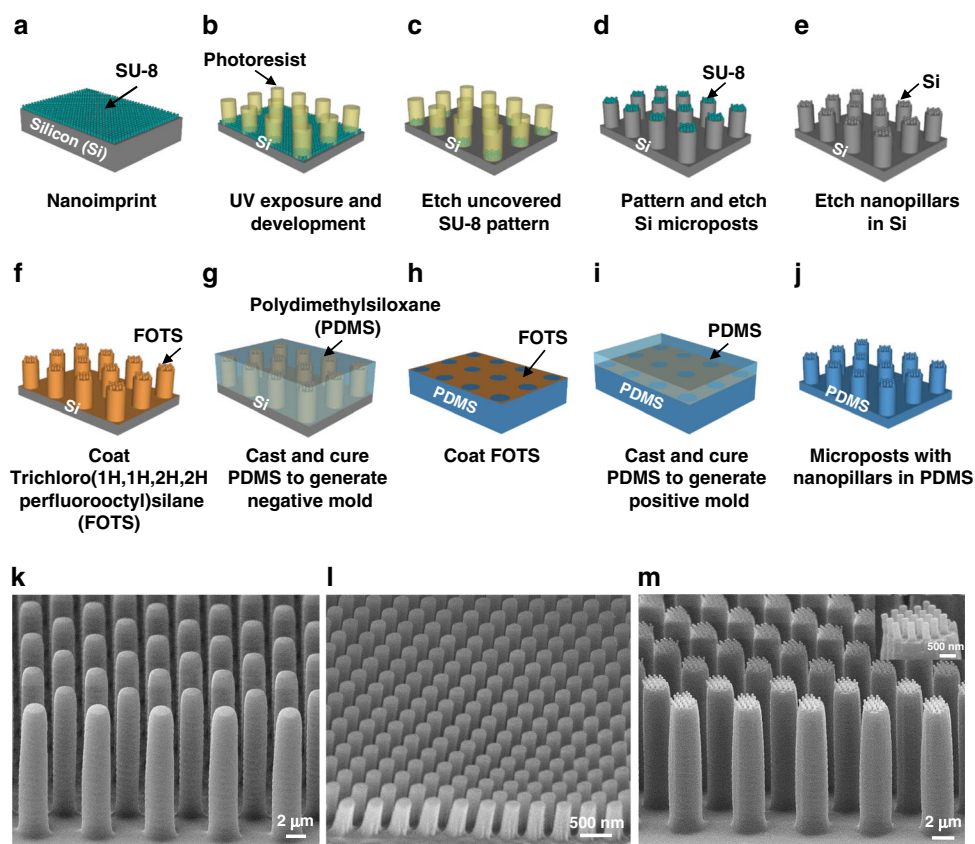 a
SU-8
Silicon (Si)
Nanoimprint
b
Photoresist
Si
UV exposure and
development
c
Si
Etch uncovered
SU-8 pattern
d
SU-8
Si
Pattern and etch
Si microposts
e
Si
Etch nanopillars
in Si
f
FOTS
Si
Coat
Trichloro(1H,1H,2H,2H
perfluorooctyl)silane
(FOTS)
g
Polydimethylsiloxane
(PDMS)
Si
Cast and cure
PDMS to generate
negative mold
h
FOTS
PDMS
Coat FOTS
i
PDMS
PDMS
Cast and cure
PDMS to generate
positive mold
j
PDMS
Microposts with
nanopillars in PDMS
k
2 μm
l
500 nm
m
500 nm
2 μm